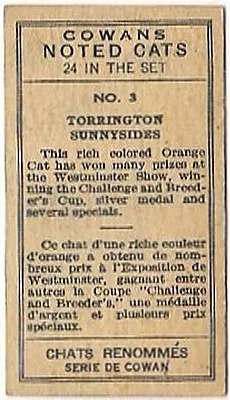 COWANS
NOTED CATS
24 IN THE SET
NO. 3
TORRINGTON
SUNNYSIDES
This rich colored Orange
Cat has won many prizes at
the Westminster Show, win-
ning the Challenge and Breed-
er's Cup, silver medal and
several specials.
Ce chat d'une riche couleur
d'orange a obtenu de nom-
breux prix à l'Exposition de
Westminster, gagnant entre
autres la Coupe "Challenge
and Breeder's," une médaille
d'argent et plusieurs prix
spéciaux.
CHATS RENOMMÉS
SERIE DE COWAN